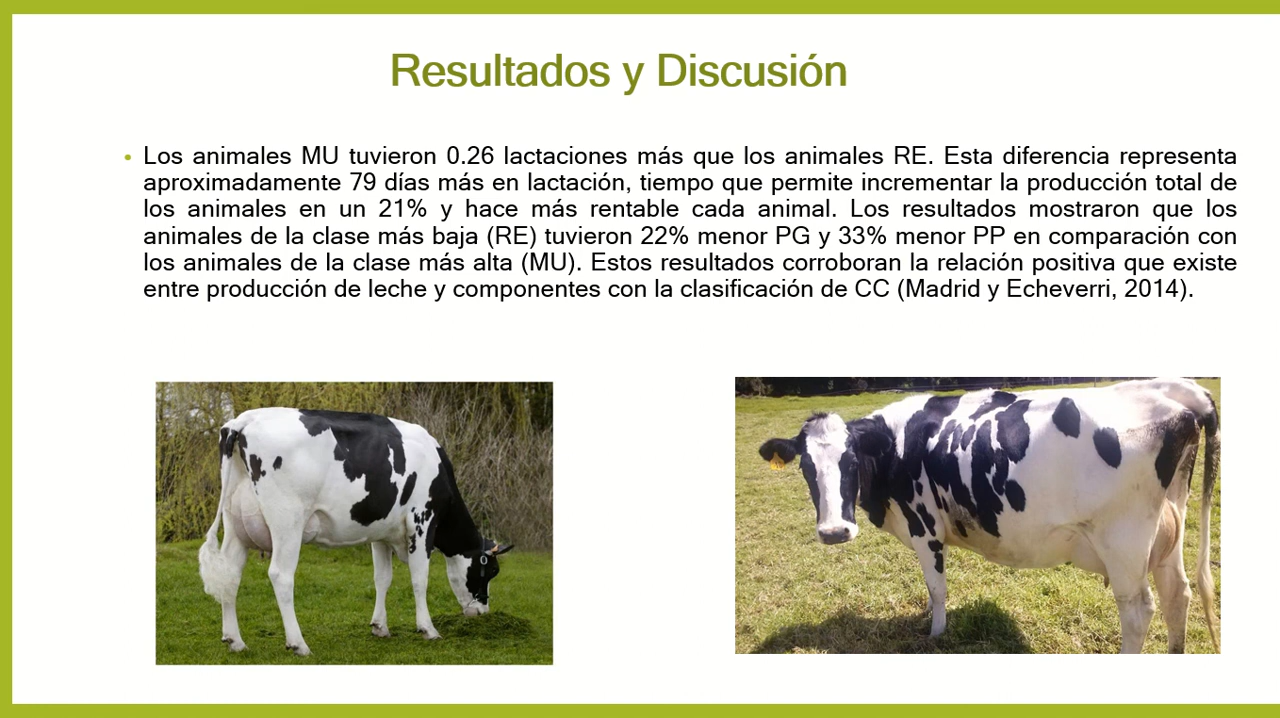 Resultados y Discusión
• Los animales MU tuvieron 0.26 lactaciones más que los animales RE. Esta diferencia representa
aproximadamente 79 días más en lactación, tiempo que permite incrementar la producción total de
los animales en un 21% y hace más rentable cada animal. Los resultados mostraron que los
animales de la clase más baja (RE) tuvieron 22% menor PG y 33% menor PP en comparación con
los animales de la clase más alta (MU). Estos resultados corroboran la relación positiva que existe
entre producción de leche y componentes con la clasificación de CC (Madrid y Echeverri, 2014).